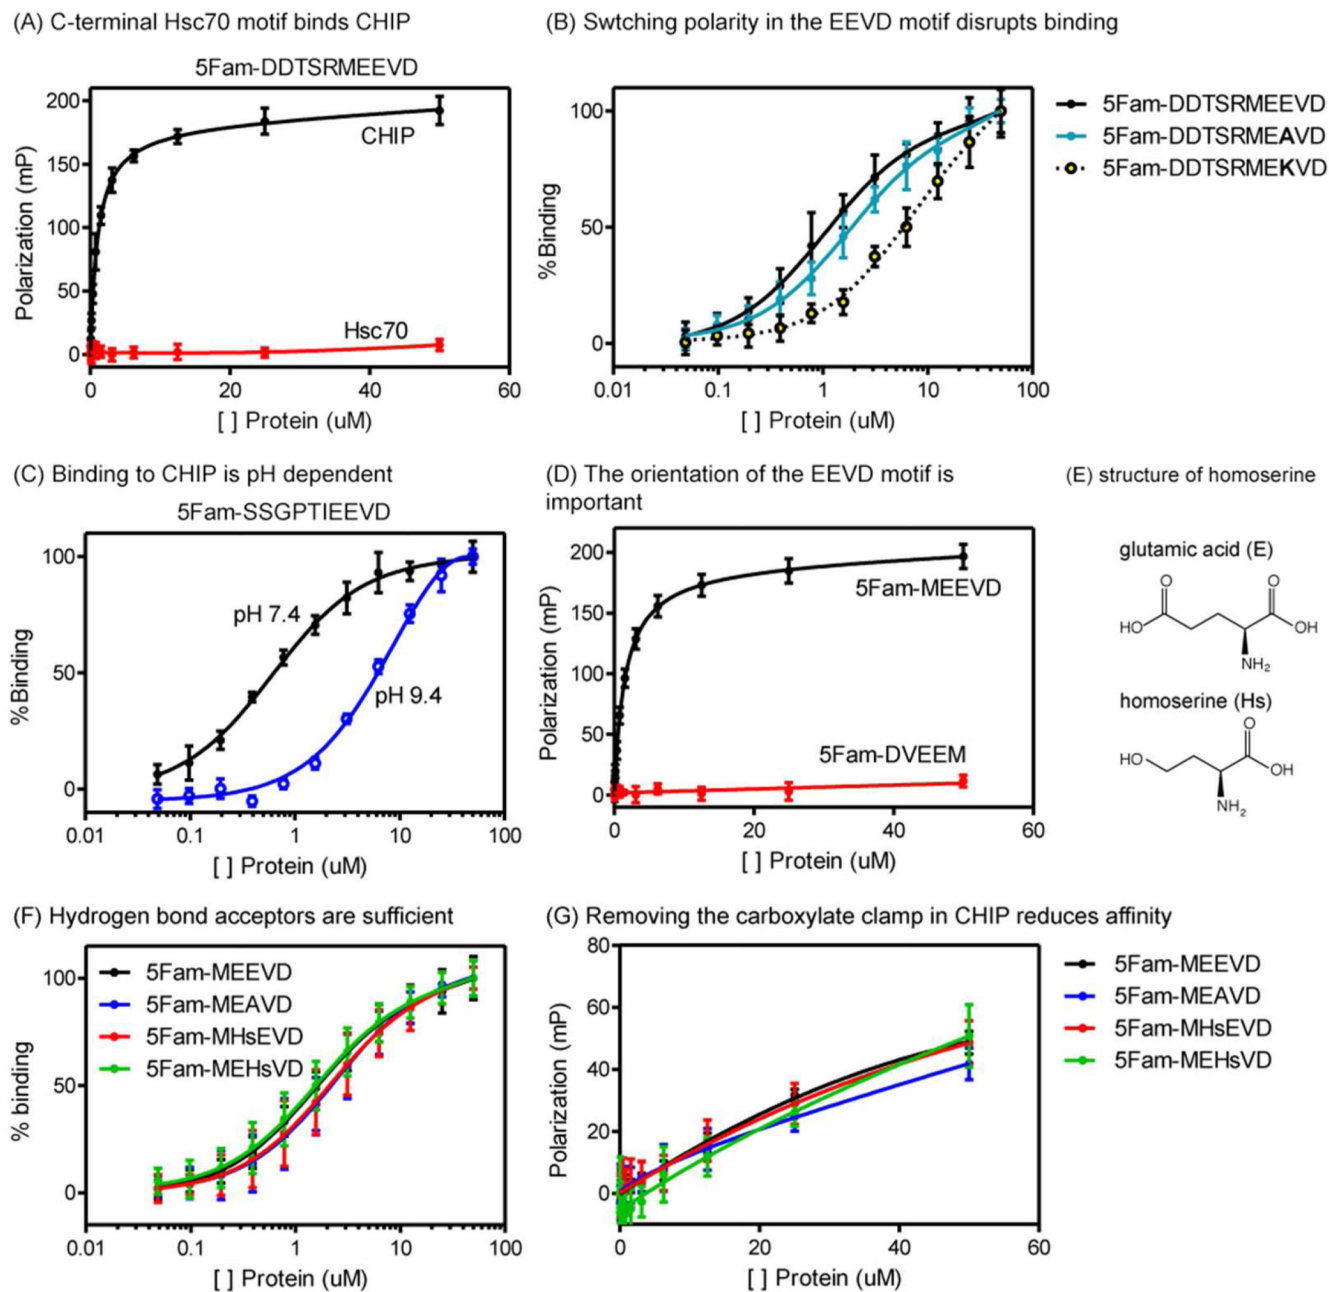 (A) C-terminal Hsc70 motif binds CHIP
5Fam-DDTSRMEEVD
200
150
100
50
0
Polarization (mP)
CHIP
Hsc70
0 20 40 60
[ ] Protein (uM)
(B) Swtching polarity in the EEVD motif disrupts binding
100
50
0
%Binding
0.01 0.1 1 10 100
[ ] Protein (uM)
5Fam-DDTSRMEEVD
5Fam-DDTSRMEAVD
5Fam-DDTSRMEKVD
(C) Binding to CHIP is pH dependent
5Fam-SSGPTIEEVD
100
50
0
%Binding
pH 7.4
pH 9.4
0.01 0.1 1 10 100
[ ] Protein (uM)
(D) The orientation of the EEVD motif is
important
200
150
100
50
0
Polarization (mP)
5Fam-MEEVD
5Fam-DVEEM
0 20 40 60
[ ] Protein (uM)
(E) structure of homoserine
glutamic acid (E)
O O
HO OH
NH2
homoserine (Hs)
O
HO OH
NH2
(F) Hydrogen bond acceptors are sufficient
100
50
0
% binding
5Fam-MEEVD
5Fam-MEAVD
5Fam-MHsEVD
5Fam-MEHsVD
0.01 0.1 1 10 100
[ ] Protein (uM)
(G) Removing the carboxylate clamp in CHIP reduces affinity
80
60
40
20
0
Polarization (mP)
0 20 40 60
[ ] Protein (uM)
5Fam-MEEVD
5Fam-MEAVD
5Fam-MHsEVD
5Fam-MEHsVD